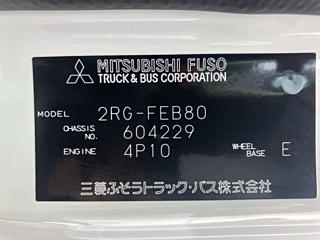 MITSUBISHI FUSO
TRUCK & BUS CORPORATION
MODEL 2RG-FEB80
CHASSIS NO. 604229
ENGINE 4P10 WHEEL BASE E
三菱ふそうトラック・バス株式会社